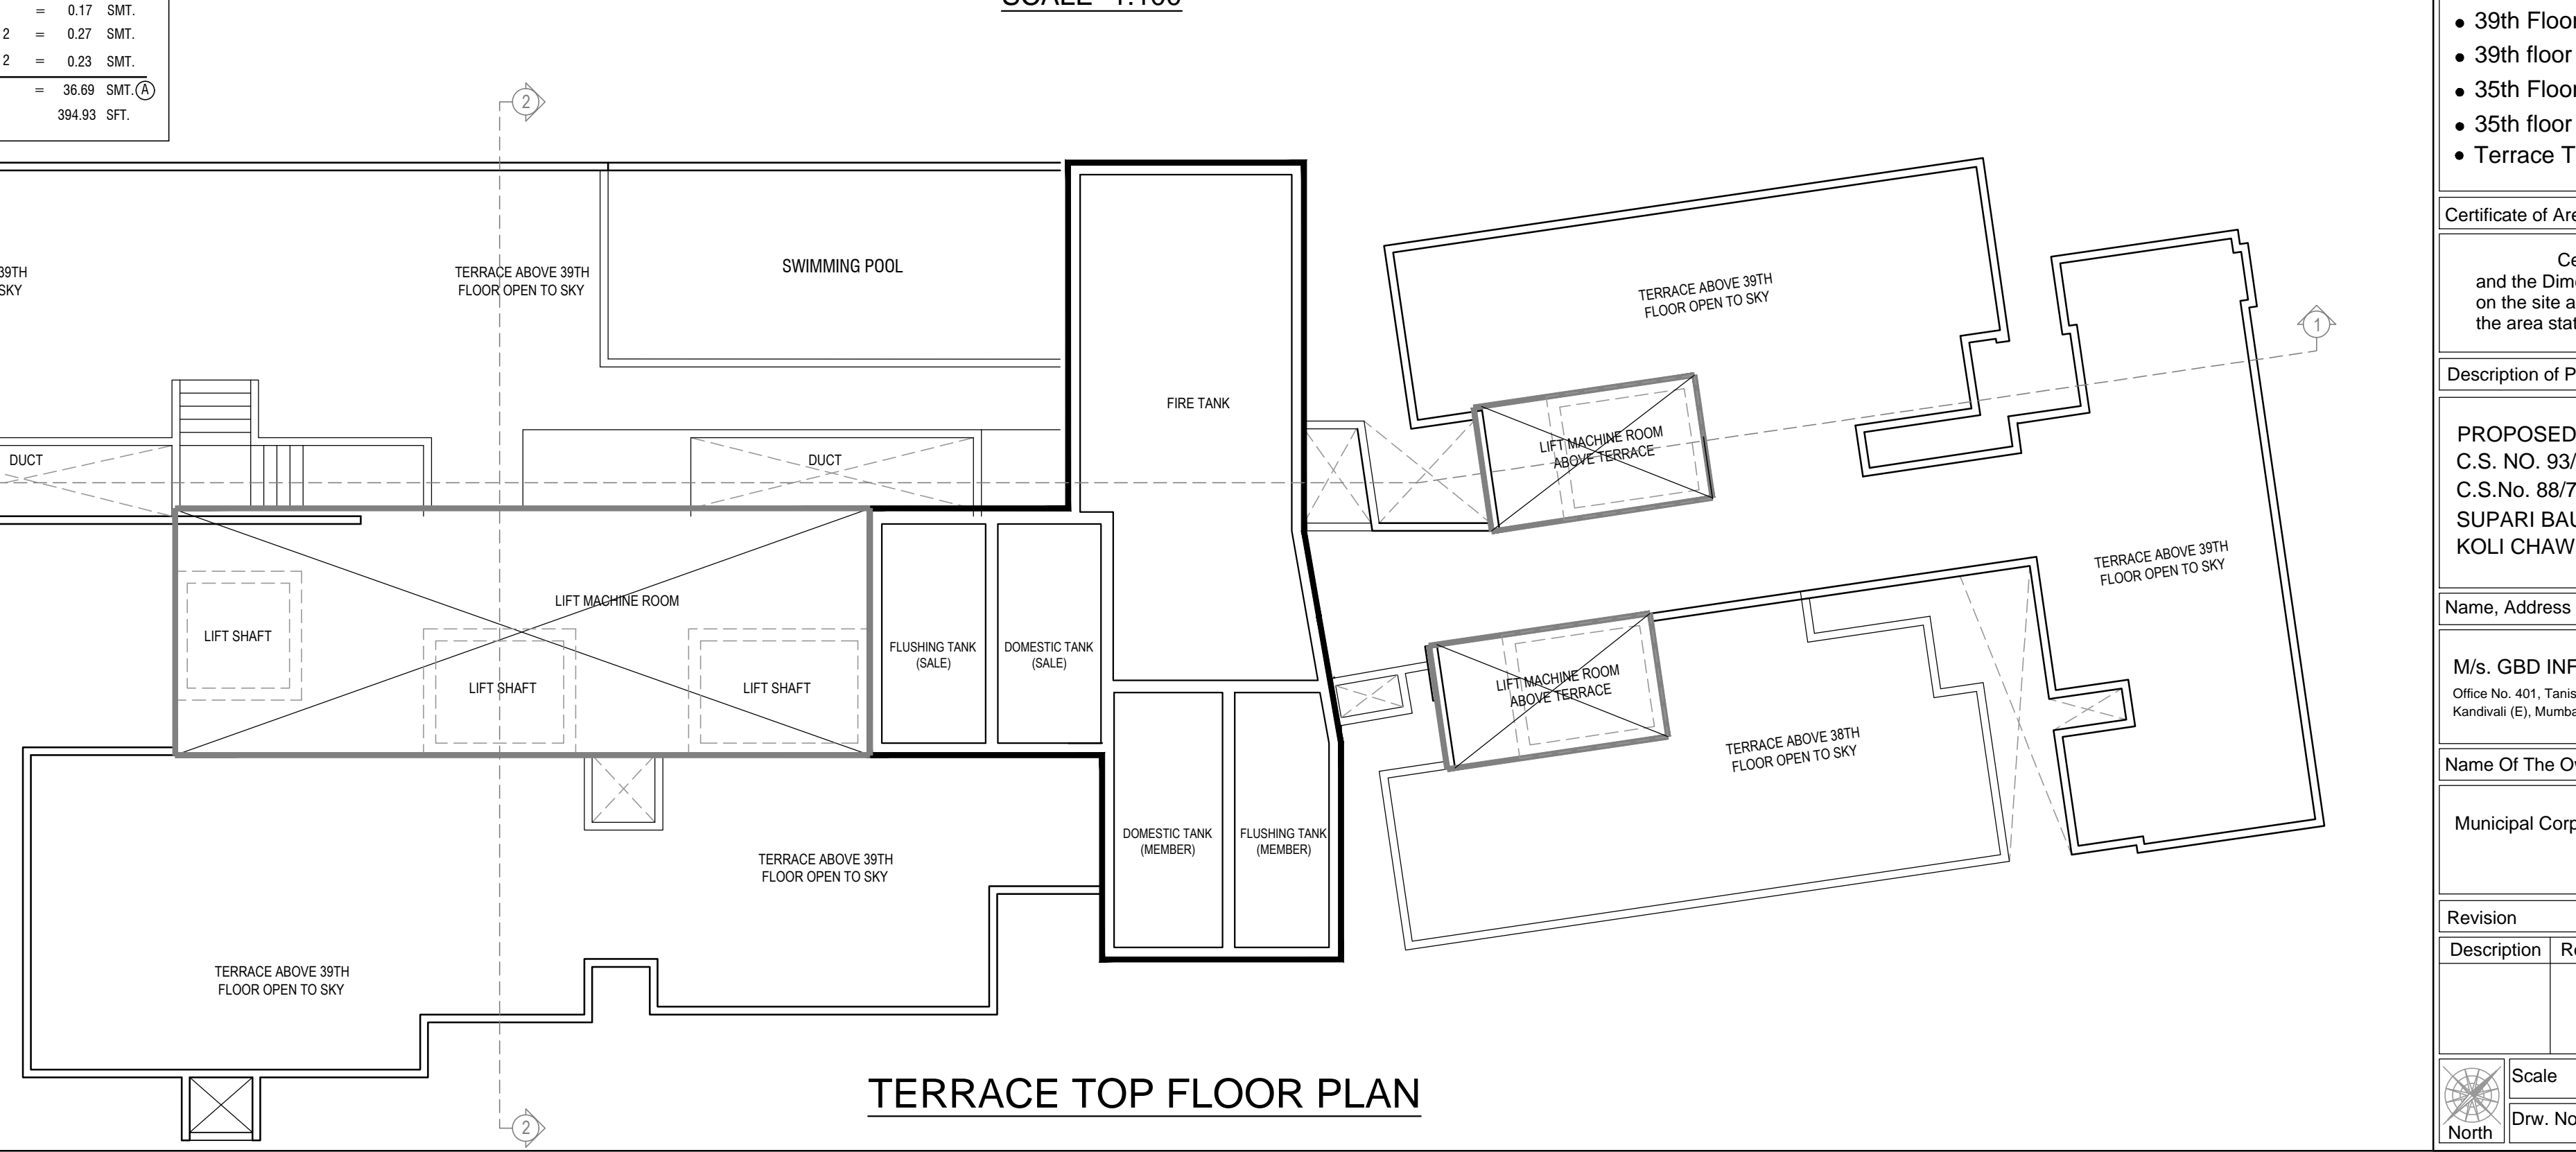 = 0.17 SMT.
2 = 0.27 SMT.
2 = 0.23 SMT.
= 36.69 SMT. A
394.93 SFT.
SCALE 1:100
2
39TH
SKY
TERRACE ABOVE 39TH
FLOOR OPEN TO SKY
SWIMMING POOL
DUCT
DUCT
FIRE TANK
TERRACE ABOVE 39TH
FLOOR OPEN TO SKY
1
LIFT MACHINE ROOM
ABOVE TERRACE
LIFT MACHINE ROOM
LIFT SHAFT
LIFT SHAFT
LIFT SHAFT
FLUSHING TANK
(SALE)
DOMESTIC TANK
(SALE)
TERRACE ABOVE 39TH
FLOOR OPEN TO SKY
LIFT MACHINE ROOM
ABOVE TERRACE
TERRACE ABOVE 38TH
FLOOR OPEN TO SKY
DOMESTIC TANK
(MEMBER)
FLUSHING TANK
(MEMBER)
TERRACE ABOVE 39TH
FLOOR OPEN TO SKY
TERRACE ABOVE 39TH
FLOOR OPEN TO SKY
TERRACE TOP FLOOR PLAN
2
• 39th Floor
• 39th floor
• 35th Floor
• 35th floor
• Terrace T
Certificate of Are
Ce
and the Dime
on the site a
the area stat
Description of P
PROPOSED
C.S. NO. 93/
C.S.No. 88/7
SUPARI BAU
KOLI CHAW
Name, Address
M/s. GBD INF
Office No. 401, Tanis
Kandivali (E), Mumba
Name Of The Ow
Municipal Corp
Revision
Description Re
Scale
Drw. No
North